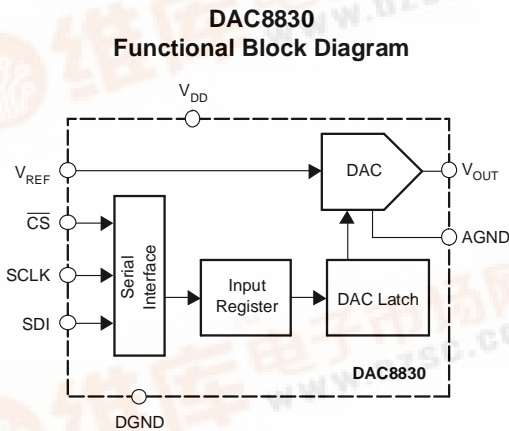 DAC8830
Functional Block Diagram
VDD
VREF
DAC
VOUT
CS
AGND
SCLK
Serial
Interface
Input
Register
DAC Latch
SDI
DAC8830
DGND